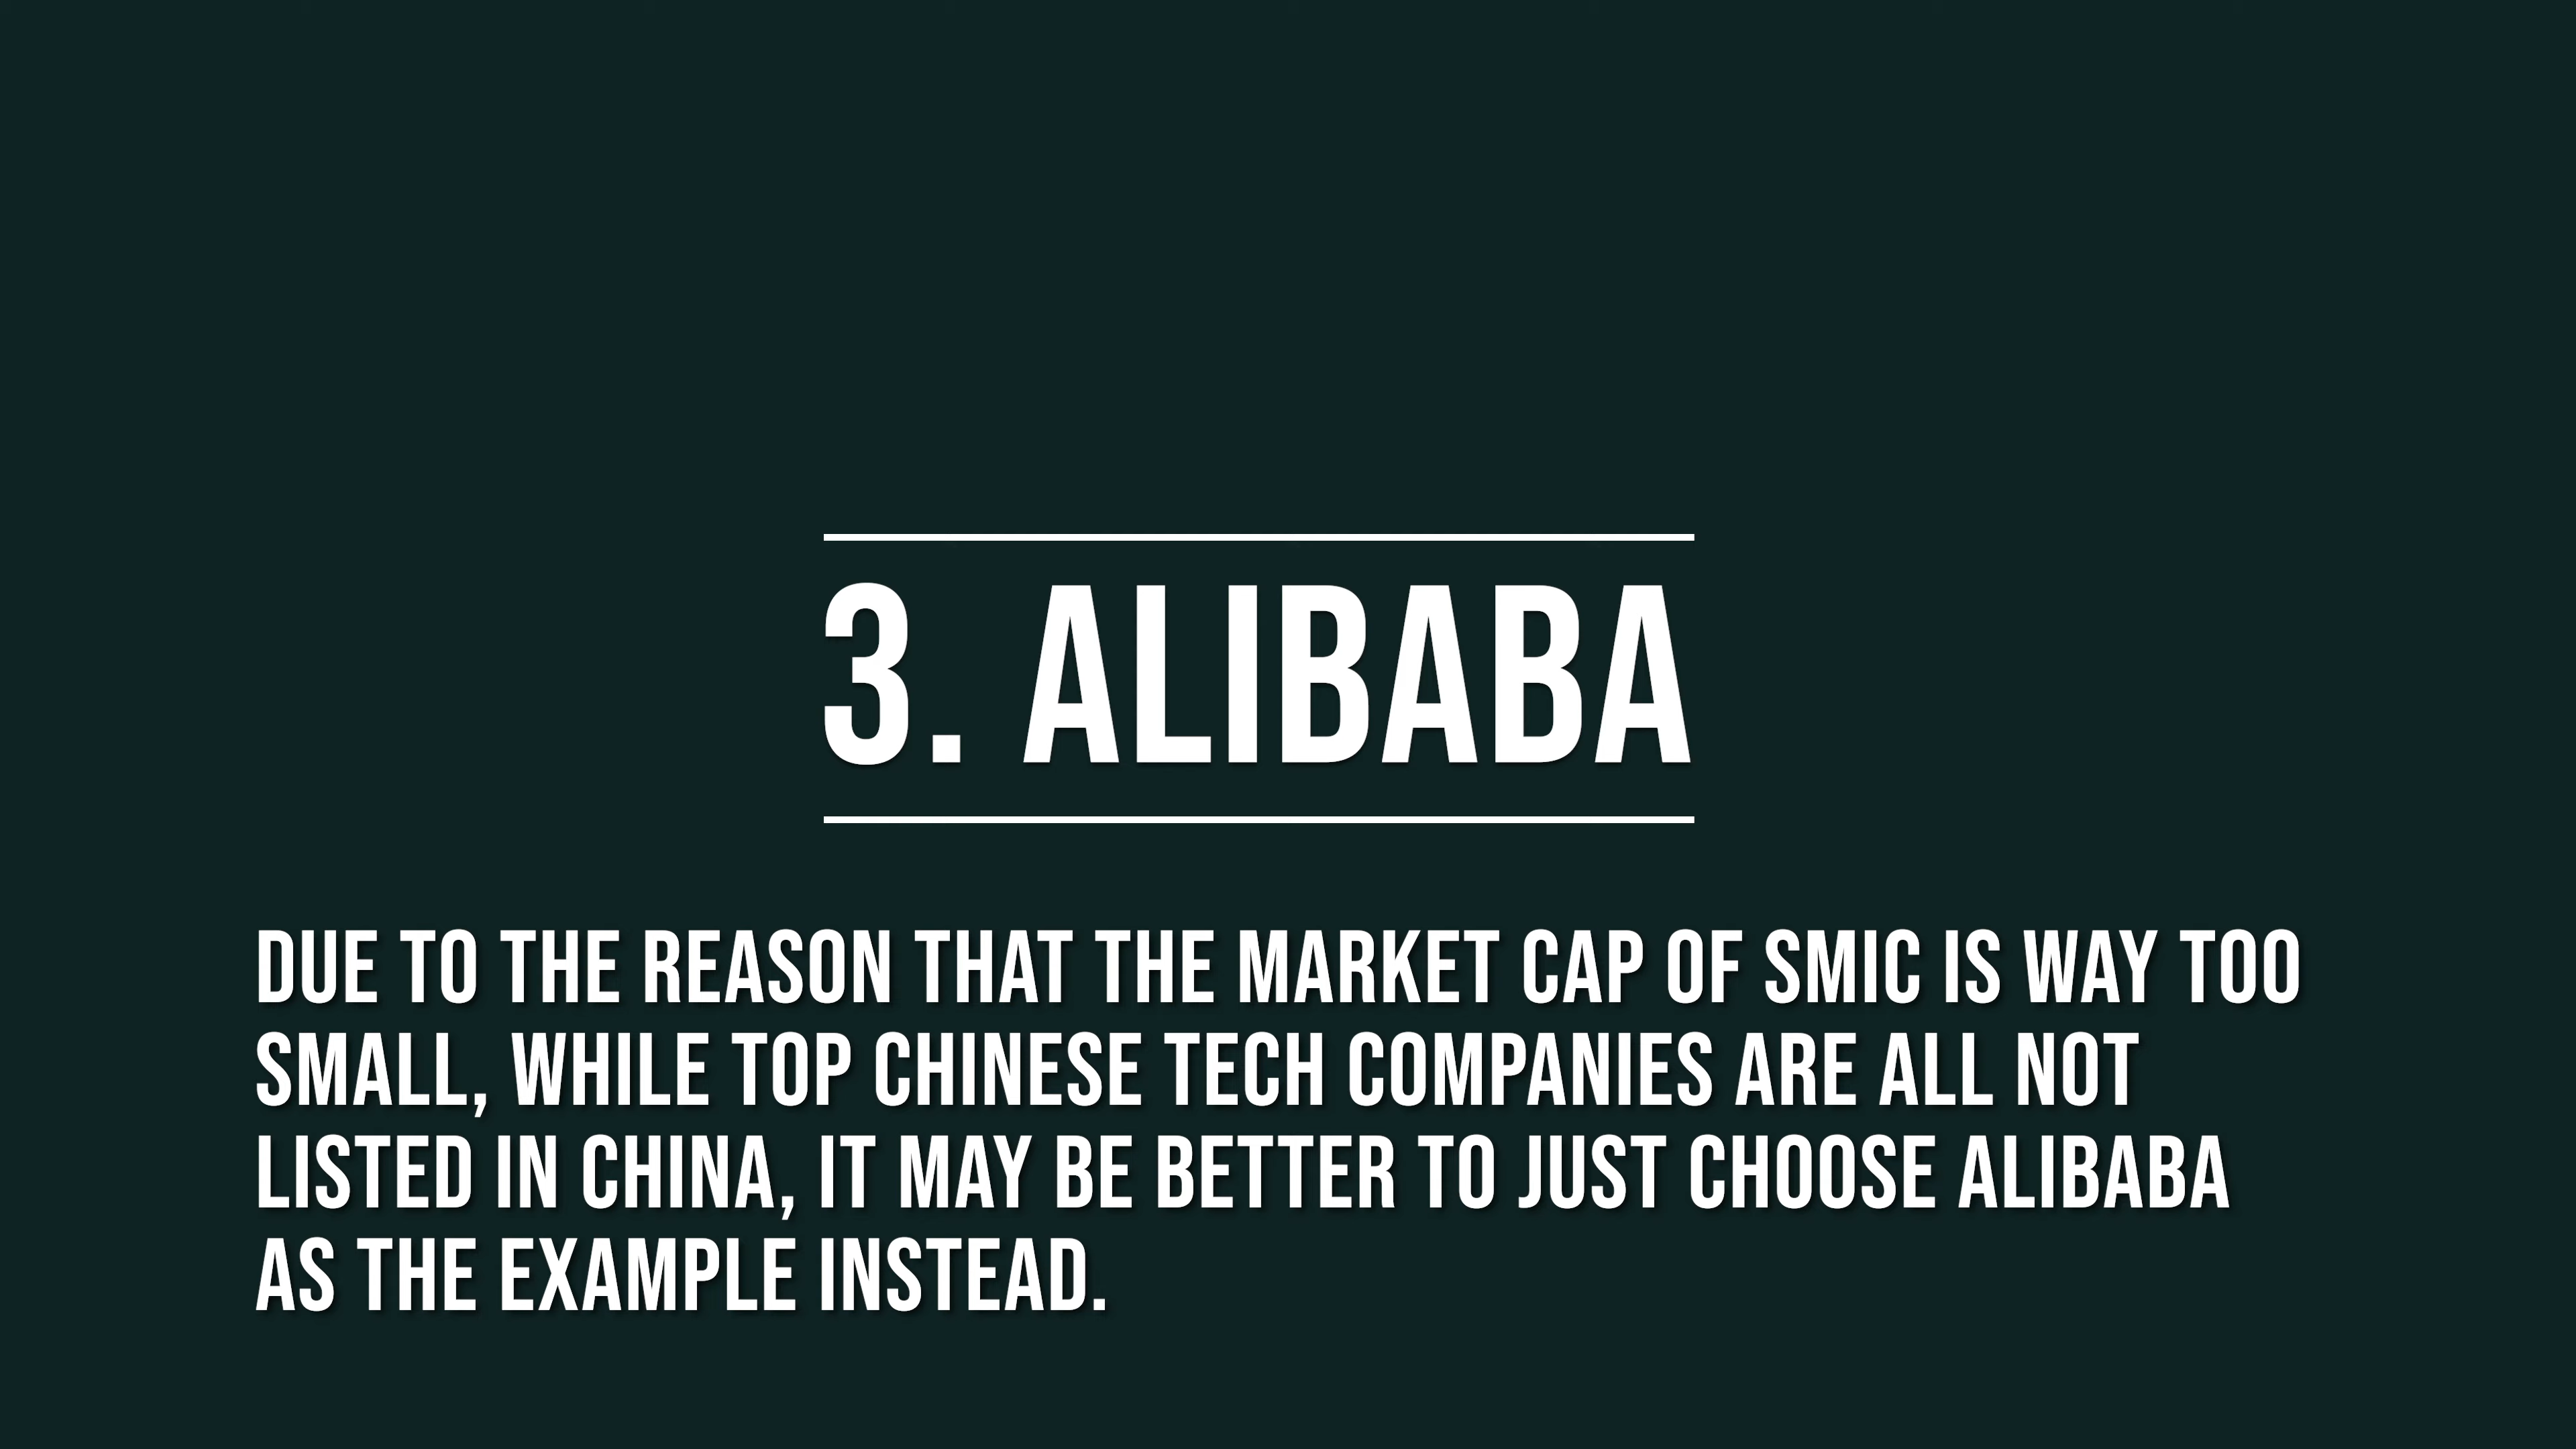 3. ALIBABA
DUE TO THE REASON THAT THE MARKET CAP OF SMIC IS WAY TOO
SMALL, WHILE TOP CHINESE TECH COMPANIES ARE ALL NOT
LISTED IN CHINA, IT MAY BE BETTER TO JUST CHOOSE ALIBABA
AS THE EXAMPLE INSTEAD.